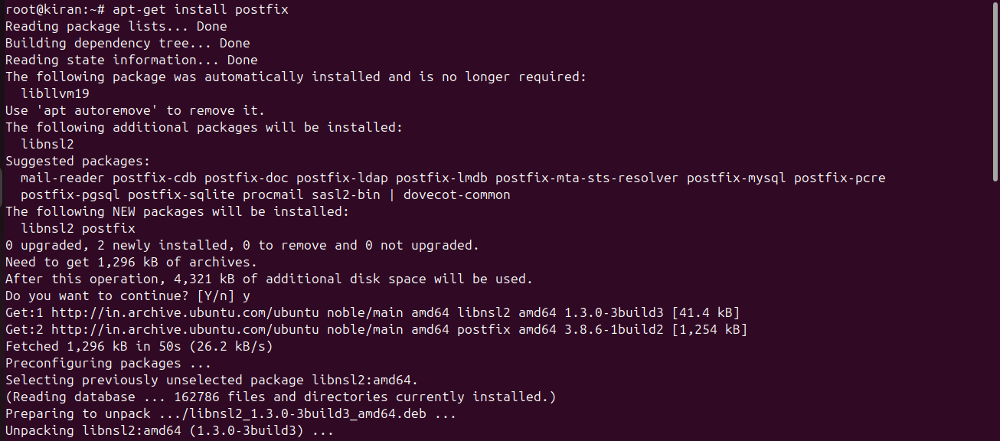 root@kiran:~# apt-get install postfix
Reading package lists... Done
Building dependency tree... Done
Reading state information... Done
The following package was automatically installed and is no longer required:
  libllvm19
Use 'apt autoremove' to remove it.
The following additional packages will be installed:
  libnsl2
Suggested packages:
  mail-reader postfix-cdb postfix-doc postfix-ldap postfix-lmdb postfix-mta-sts-resolver postfix-mysql postfix-pcre
  postfix-pgsql postfix-sqlite procmail sasl2-bin | dovecot-common
The following NEW packages will be installed:
  libnsl2 postfix
0 upgraded, 2 newly installed, 0 to remove and 0 not upgraded.
Need to get 1,296 kB of archives.
After this operation, 4,321 kB of additional disk space will be used.
Do you want to continue? [Y/n] y
Get:1 http://in.archive.ubuntu.com/ubuntu noble/main amd64 libnsl2 amd64 1.3.0-3build3 [41.4 kB]
Get:2 http://in.archive.ubuntu.com/ubuntu noble/main amd64 postfix amd64 3.8.6-1build2 [1,254 kB]
Fetched 1,296 kB in 50s (26.2 kB/s)
Preconfiguring packages ...
Selecting previously unselected package libnsl2:amd64.
(Reading database ... 162786 files and directories currently installed.)
Preparing to unpack .../libnsl2_1.3.0-3build3_amd64.deb ...
Unpacking libnsl2:amd64 (1.3.0-3build3) ...